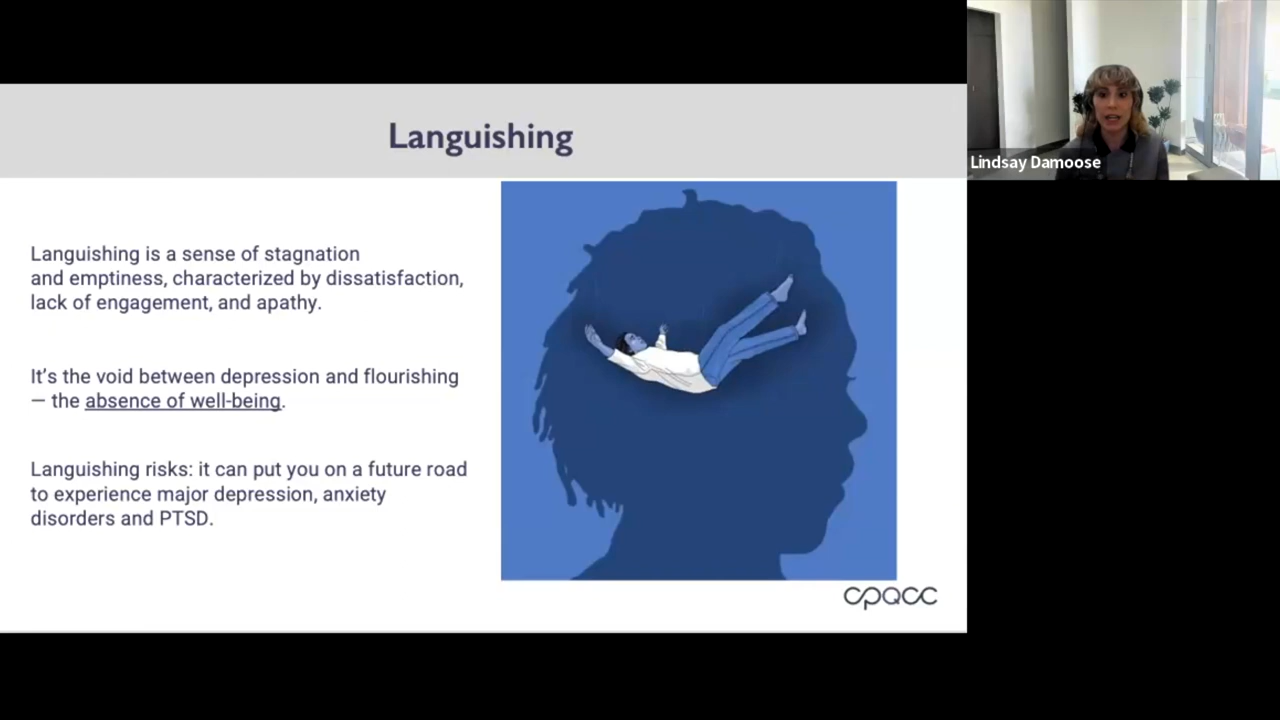 Languishing
Lindsay Damoose
Languishing is a sense of stagnation
and emptiness, characterized by dissatisfaction,
lack of engagement, and apathy.
It’s the void between depression and flourishing
— the absence of well-being.
Languishing risks: it can put you on a future road
to experience major depression, anxiety
disorders and PTSD.
cpqcc